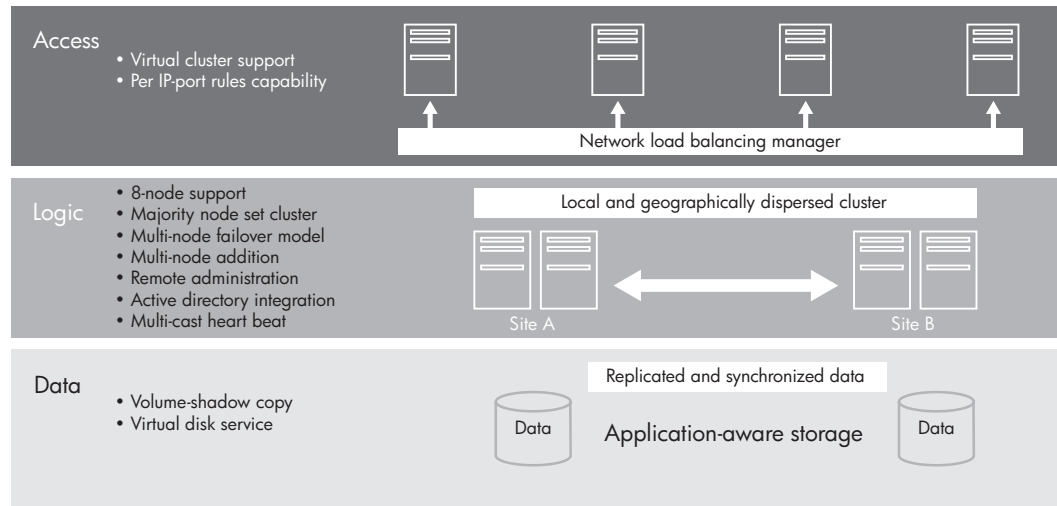 Access
• Virtual cluster support
• Per IP-port rules capability
Network load balancing manager
Logic
• 8-node support
• Majority node set cluster
• Multi-node failover model
• Multi-node addition
• Remote administration
• Active directory integration
• Multi-cast heart beat
Local and geographically dispersed cluster
Site A
Site B
Data
• Volume-shadow copy
• Virtual disk service
Replicated and synchronized data
Data
Application-aware storage
Data